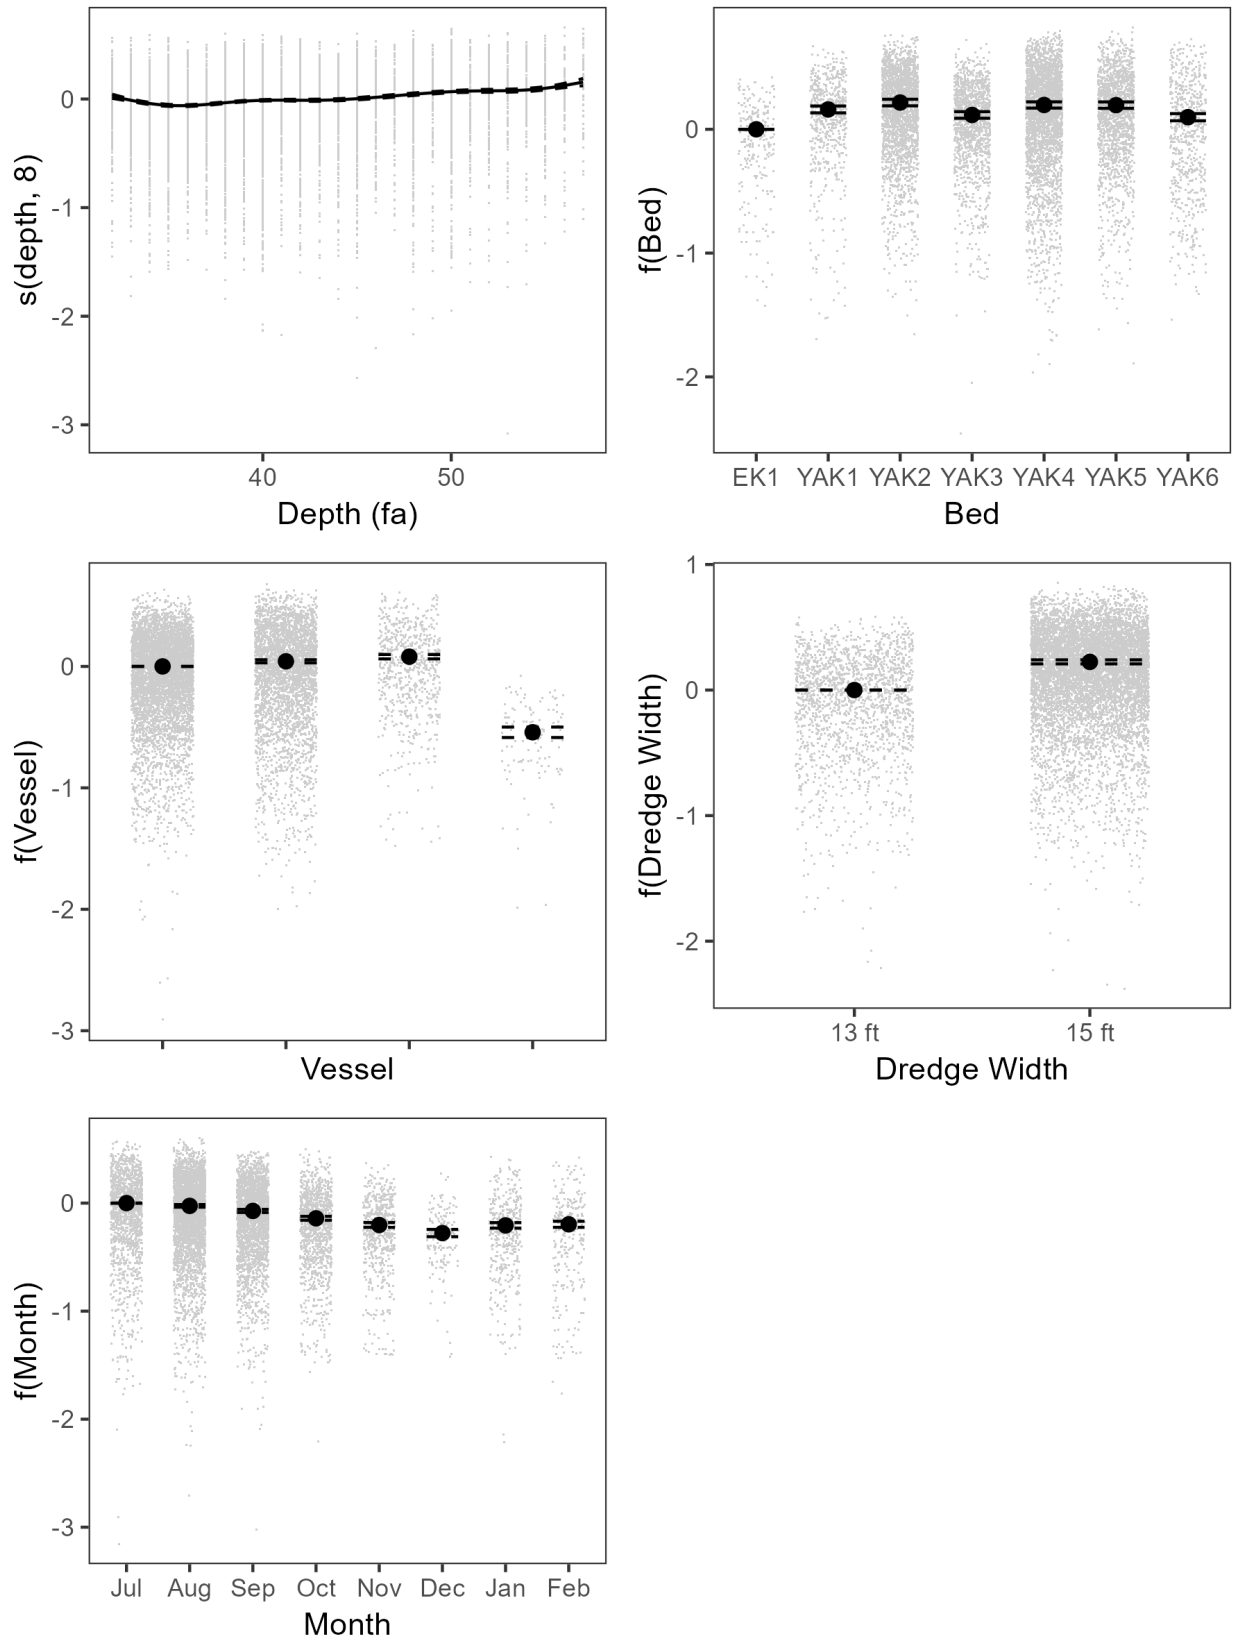 s(depth, 8)
0
-1
-2
-3
40 50
Depth (fa)
f(Bed)
0
-1
-2
EK1 YAK1 YAK2 YAK3 YAK4 YAK5 YAK6
Bed
f(Vessel)
0
-1
-2
-3
Vessel
f(Dredge Width)
1
0
-1
-2
13 ft 15 ft
Dredge Width
f(Month)
0
-1
-2
-3
Jul Aug Sep Oct Nov Dec Jan Feb
Month